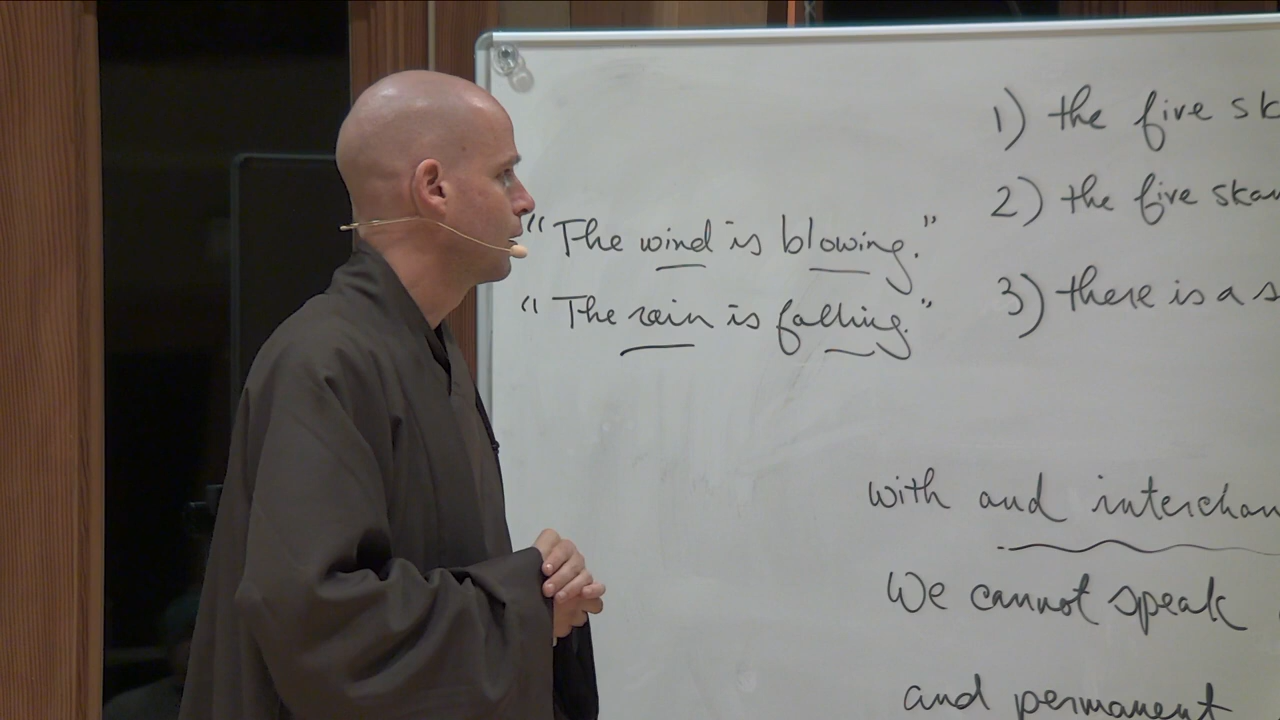 "The wind is blowing."
"The rain is falling."
1) the five sk
2) the five skan
3) there is a s
with and interchan
We cannot speak
and permanent